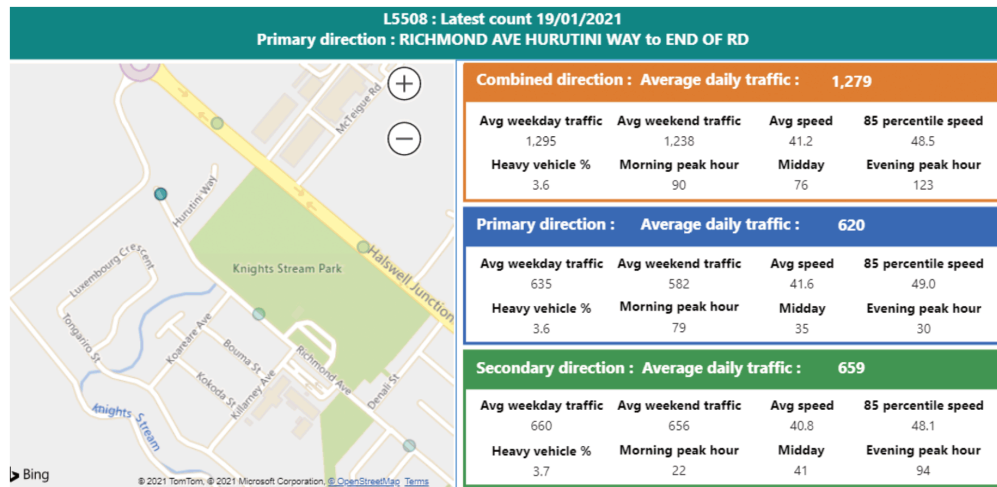 L5508 : Latest count 19/01/2021
Primary direction : RICHMOND AVE HURUTINI WAY to END OF RD
McTeigue Rd
Hurutini Way
Halswell Junction
Knights Stream Park
Luxembourg Crescent
Tongariro St
Koareare Ave
Bouma St
Kokoda St
Killarney Ave
Richmond Ave
Denali St
Knights Stream
Bing
© 2021 TomTom, © 2021 Microsoft Corporation, © OpenStreetMap Terms
Combined direction : Average daily traffic : 1,279
Avg weekday traffic Avg weekend traffic Avg speed 85 percentile speed
1,295 1,238 41.2 48.5
Heavy vehicle % Morning peak hour Midday Evening peak hour
3.6 90 76 123
Primary direction : Average daily traffic : 620
Avg weekday traffic Avg weekend traffic Avg speed 85 percentile speed
635 582 41.6 49.0
Heavy vehicle % Morning peak hour Midday Evening peak hour
3.6 79 35 30
Secondary direction : Average daily traffic : 659
Avg weekday traffic Avg weekend traffic Avg speed 85 percentile speed
660 656 40.8 48.1
Heavy vehicle % Morning peak hour Midday Evening peak hour
3.7 22 41 94